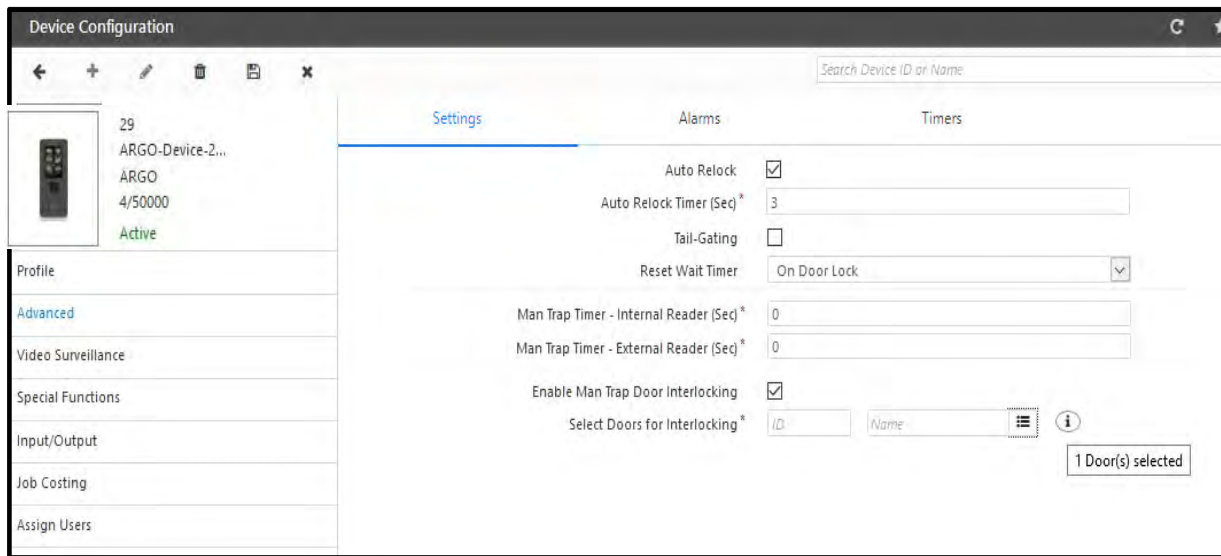 Device Configuration
Search Device ID or Name
29
ARGO-Device-2...
ARGO
4/50000
Active
Profile
Advanced
Video Surveillance
Special Functions
Input/Output
Job Costing
Assign Users
Settings Alarms Timers
Auto Relock
Auto Relock Timer (Sec) * 3
Tail-Gating
Reset Wait Timer On Door Lock
Man Trap Timer - Internal Reader (Sec) * 0
Man Trap Timer - External Reader (Sec) * 0
Enable Man Trap Door Interlocking
Select Doors for Interlocking * ID Name i
1 Door(s) selected